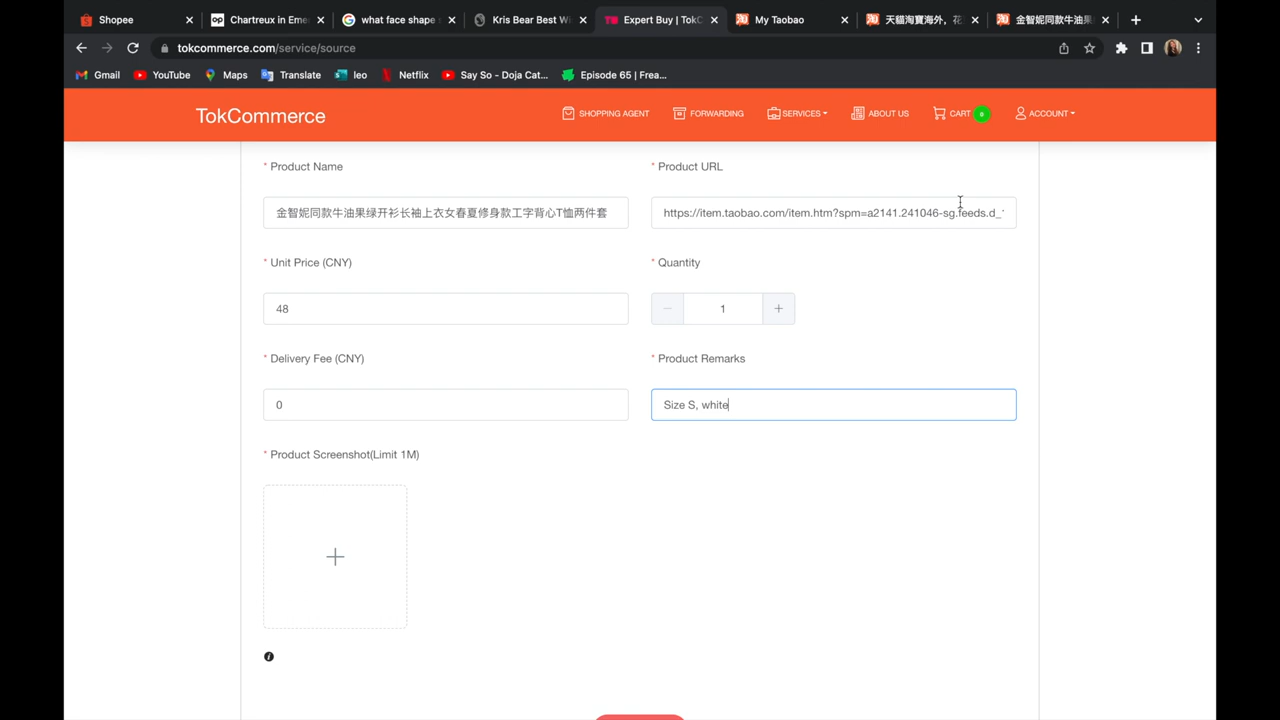 Shopee
Chartreux in Eme
what face shape s
Kris Bear Best Wi
Expert Buy | TokC
My Taobao
天貓淘寶海外，花
金智妮同款牛油果
tokcommerce.com/service/source
Gmail
YouTube
Maps
Translate
leo
Netflix
Say So - Doja Cat...
Episode 65 | Frea...
TokCommerce
SHOPPING AGENT
FORWARDING
SERVICES
ABOUT US
CART 0
ACCOUNT
* Product Name
* Product URL
金智妮同款牛油果绿开衫长袖上衣女春夏修身款工字背心T恤两件套
https://item.taobao.com/item.htm?spm=a2141.241046-sg.feeds.d_
* Unit Price (CNY)
* Quantity
48
1
* Delivery Fee (CNY)
* Product Remarks
0
Size S, white
* Product Screenshot(Limit 1M)